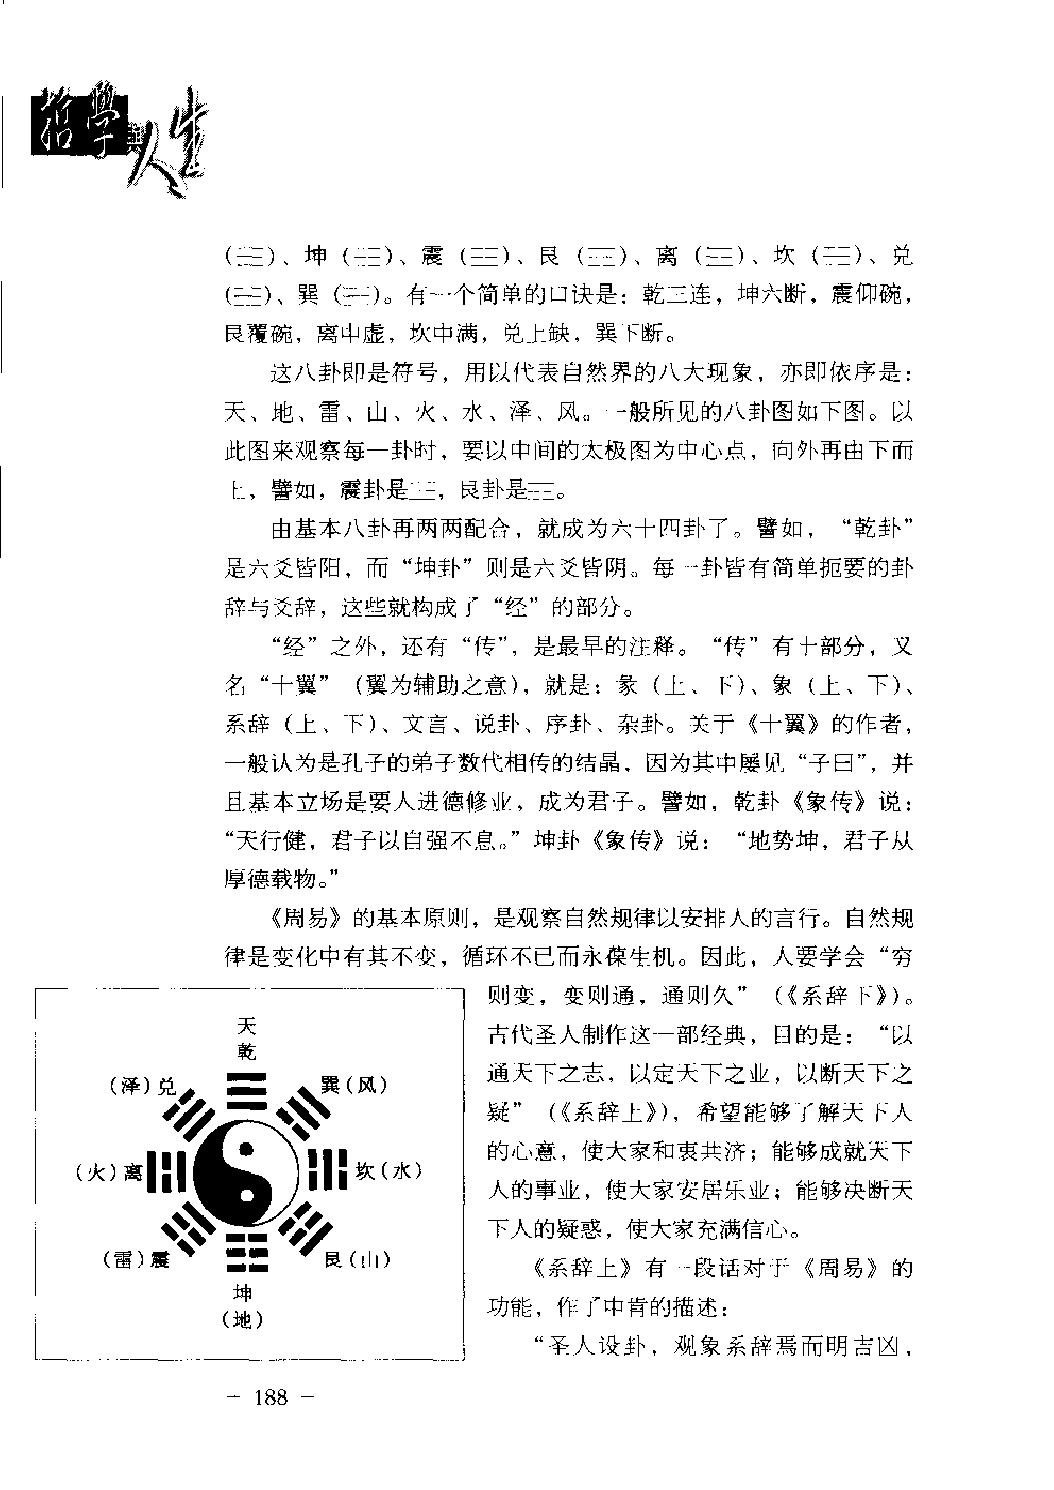 哲學與人生
(☰)、坤 (☷)、震 (☳)、艮 (☶)、离 (☲)、坎 (☵)、兑
(☱)、巽 (☴)。有一个简单的口诀是：乾三连，坤六断，震仰碗，
艮覆碗，离中虚，坎中满，兑上缺，巽下断。
这八卦即是符号，用以代表自然界的八大现象，亦即依序是：
天、地、雷、山、火、水、泽、风。一般所见的八卦图如下图。以
此图来观察每一卦时，要以中间的太极图为中心点，向外再由下而
上，譬如，震卦是☳，艮卦是☶。
由基本八卦再两两配合，就成为六十四卦了。譬如，“乾卦”
是六爻皆阳，而“坤卦”则是六爻皆阴。每一卦皆有简单扼要的卦
辞与爻辞，这些就构成了“经”的部分。
“经”之外，还有“传”，是最早的注释。“传”有十部分，又
名“十翼”（翼为辅助之意），就是：彖（上、下）、象（上、下）、
系辞（上、下）、文言、说卦、序卦、杂卦。关于《十翼》的作者，
一般认为是孔子的弟子数代相传的结晶，因为其中屡见“子曰”，并
且基本立场是要人进德修业，成为君子。譬如，乾卦《象传》说：
“天行健，君子以自强不息。”坤卦《象传》说：“地势坤，君子从
厚德载物。”
《周易》的基本原则，是观察自然规律以安排人的言行。自然规
律是变化中有其不变，循环不已而永葆生机。因此，人要学会“穷
则变，变则通，通则久”（《系辞下》）。
古代圣人制作这一部经典，目的是：“以
通天下之志，以定天下之业，以断天下之
疑”（《系辞上》），希望能够了解天下人
的心意，使大家和衷共济；能够成就天下
人的事业，使大家安居乐业；能够决断天
下人的疑惑，使大家充满信心。
《系辞上》有一段话对于《周易》的
功能，作了中肯的描述：
“圣人设卦，观象系辞焉而明吉凶，
天
乾
（泽）兑
巽（风）
（火）离
坎（水）
（雷）震
艮（山）
坤
（地）
－ 188 －